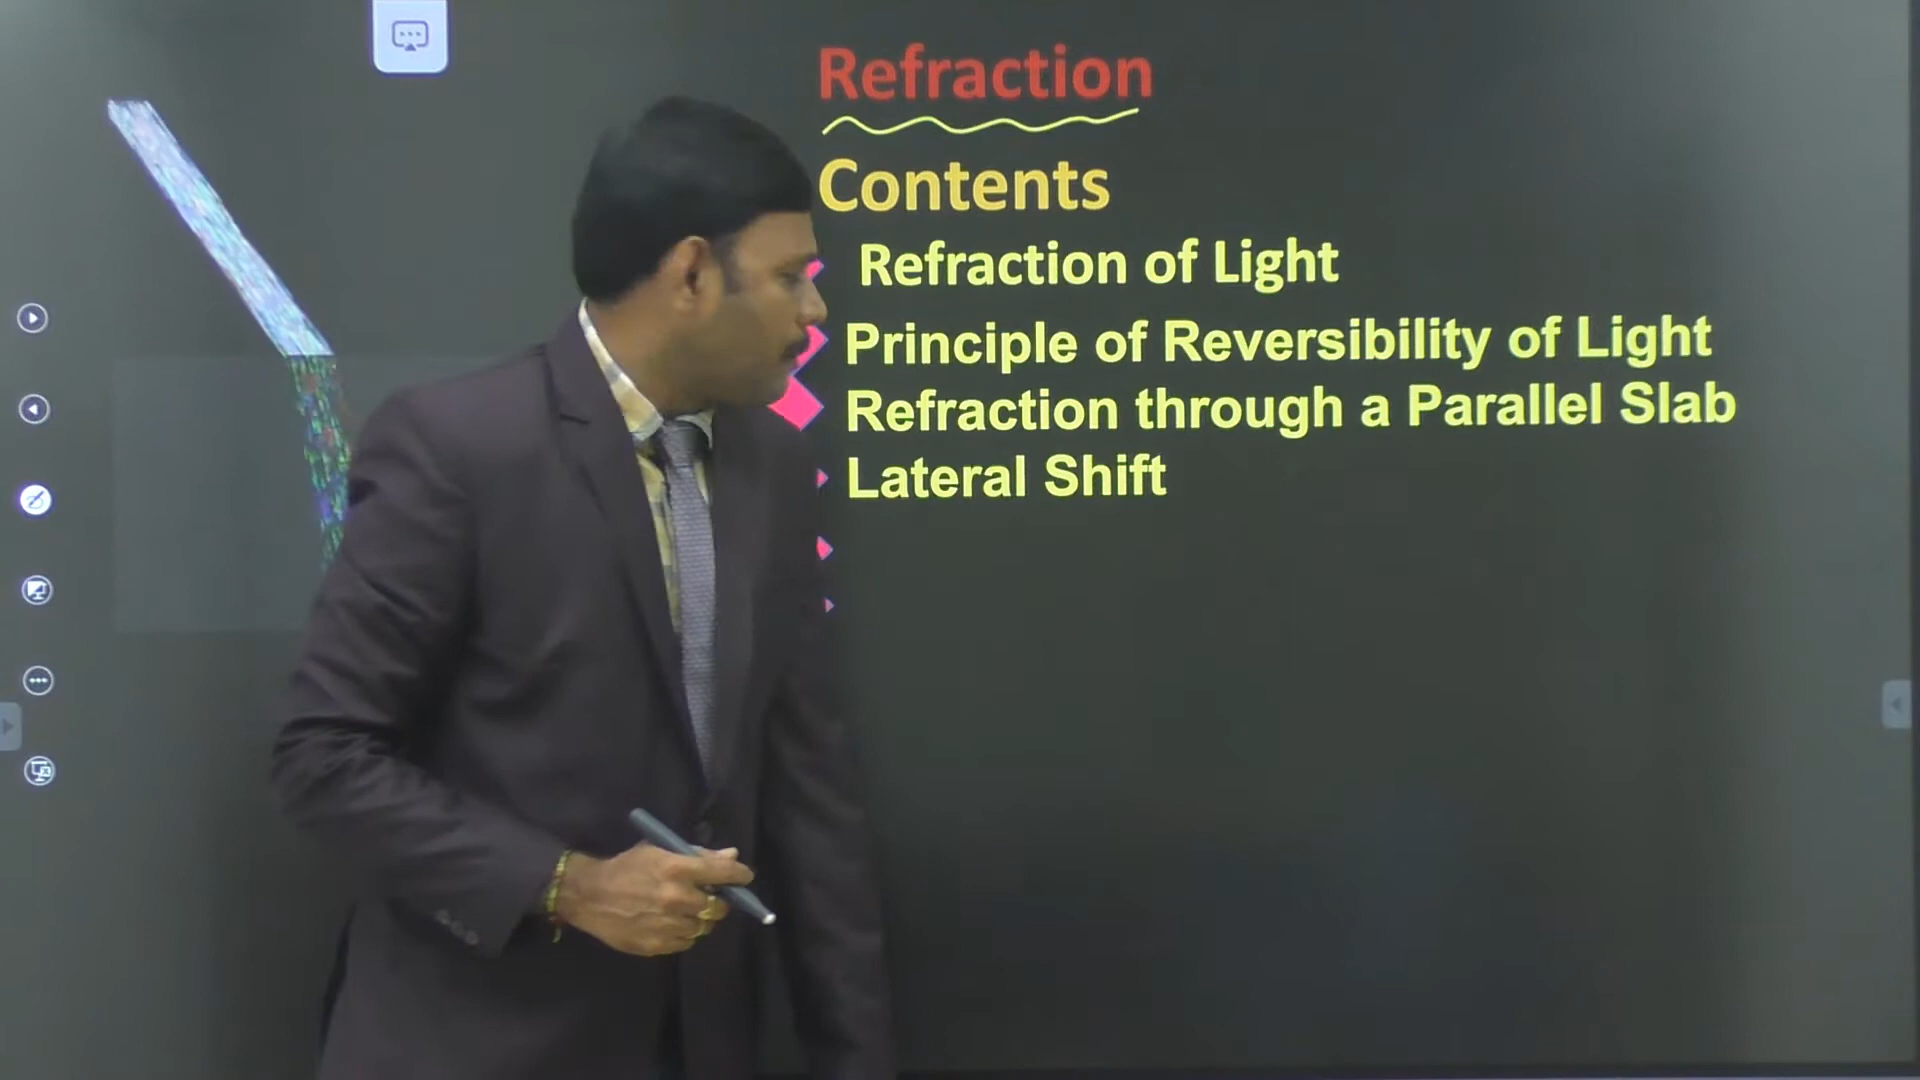 Refraction
Contents
Refraction of Light
Principle of Reversibility of Light
Refraction through a Parallel Slab
Lateral Shift